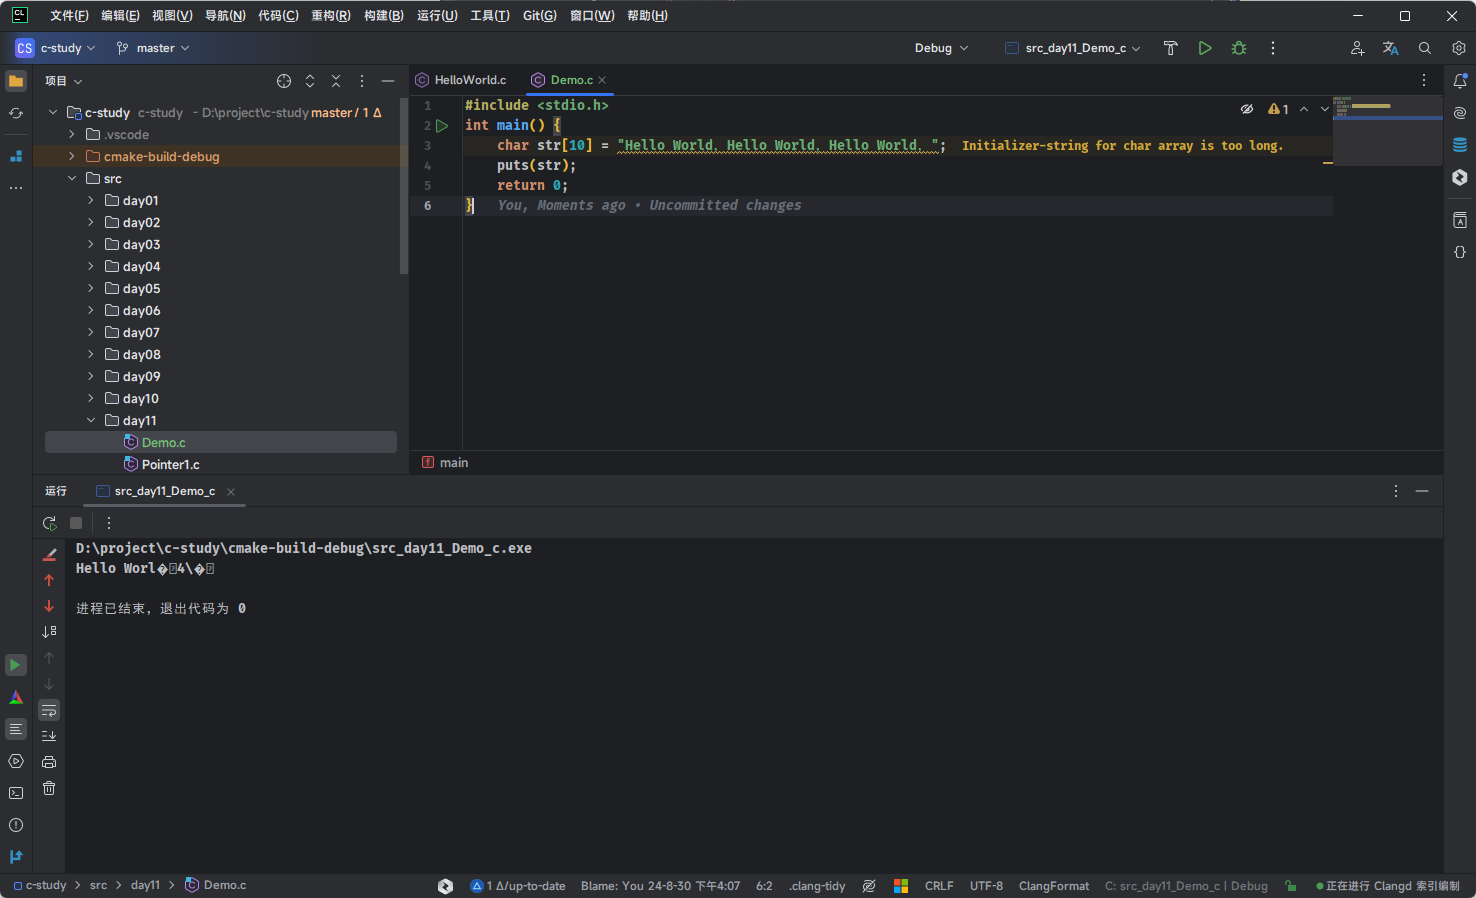 CL 文件(F) 编辑(E) 视图(V) 导航(N) 代码(C) 重构(R) 构建(B) 运行(U) 工具(T) Git(G) 窗口(W) 帮助(H)
CS c-study master Debug src_day11_Demo_c
项目
HelloWorld.c Demo.c
c-study c-study - D:\project\c-study master / 1 Δ
.vscode
cmake-build-debug
src
day01
day02
day03
day04
day05
day06
day07
day08
day09
day10
day11
Demo.c
Pointer1.c
1 #include <stdio.h>
2 int main() {
3 char str[10] = "Hello World, Hello World, Hello World, "; Initializer-string for char array is too long.
4 puts(str);
5 return 0;
6 } You, Moments ago • Uncommitted changes
1
main
运行 src_day11_Demo_c
D:\project\c-study\cmake-build-debug\src_day11_Demo_c.exe
Hello Worl�4\�
进程已结束，退出代码为 0
c-study > src > day11 > Demo.c 1 Δ/up-to-date Blame: You 24-8-30 下午4:07 6:2 .clang-tidy CRLF UTF-8 ClangFormat C: src_day11_Demo_c | Debug 正在进行 Clangd 索引编制